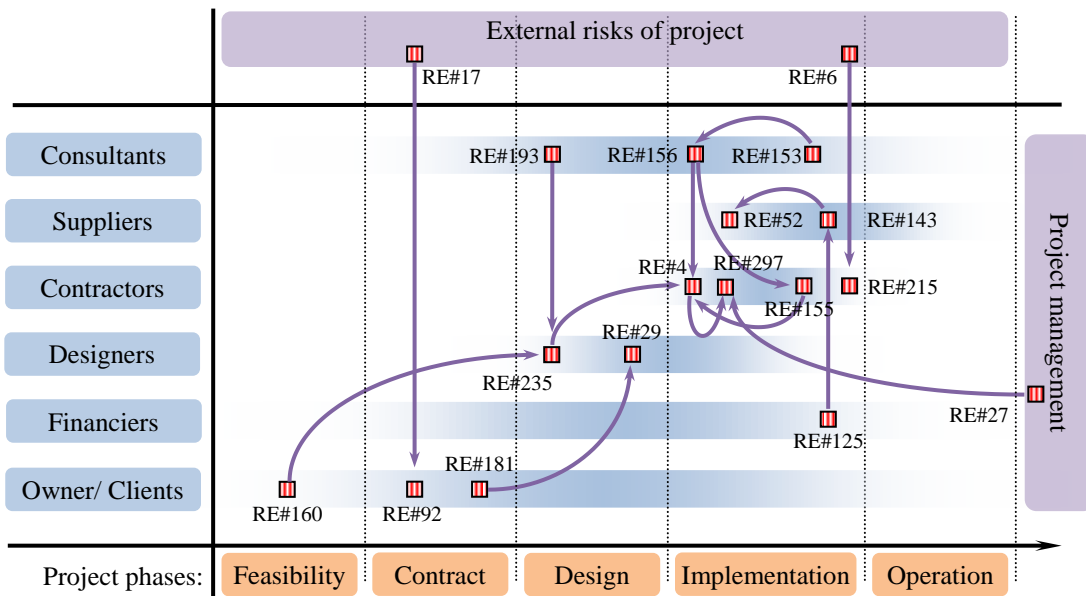 External risks of project
RE#17
RE#6
Consultants
RE#193
RE#156
RE#153
Suppliers
RE#52
RE#143
Contractors
RE#4
RE#297
RE#155
RE#215
Designers
RE#235
RE#29
Financiers
RE#125
RE#27
Owner/ Clients
RE#160
RE#92
RE#181
Project management
Project phases:
Feasibility
Contract
Design
Implementation
Operation